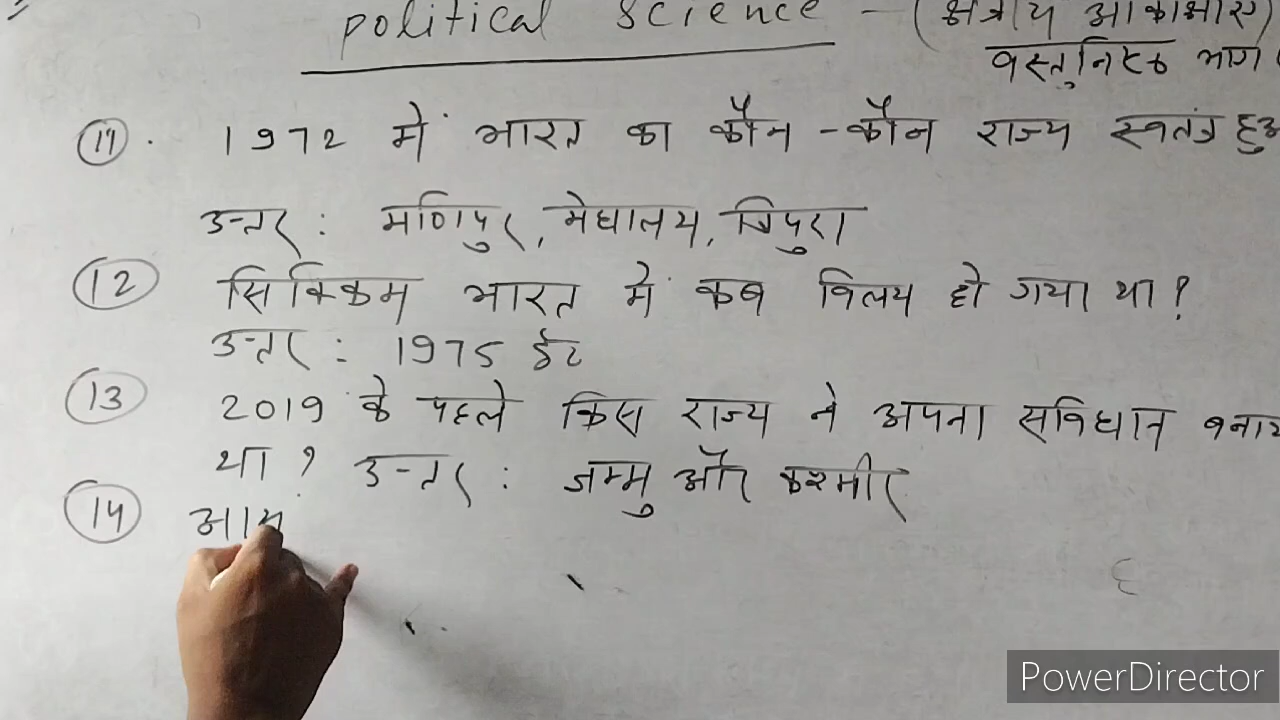 political science - (क्षेत्रीय आकांक्षाएं)
वस्तुनिष्ठ भाग
11. 1972 में भारत का कौन-कौन राज्य स्वतंत्र हुआ
उत्तर: मणिपुर, मेघालय, त्रिपुरा
12 सिक्किम भारत में कब विलय हो गया था?
उत्तर: 1975 ई॰
13 2019 के पहले किस राज्य ने अपना सविधान बनाय
था? उत्तर: जम्मु और कश्मीर
14
PowerDirector